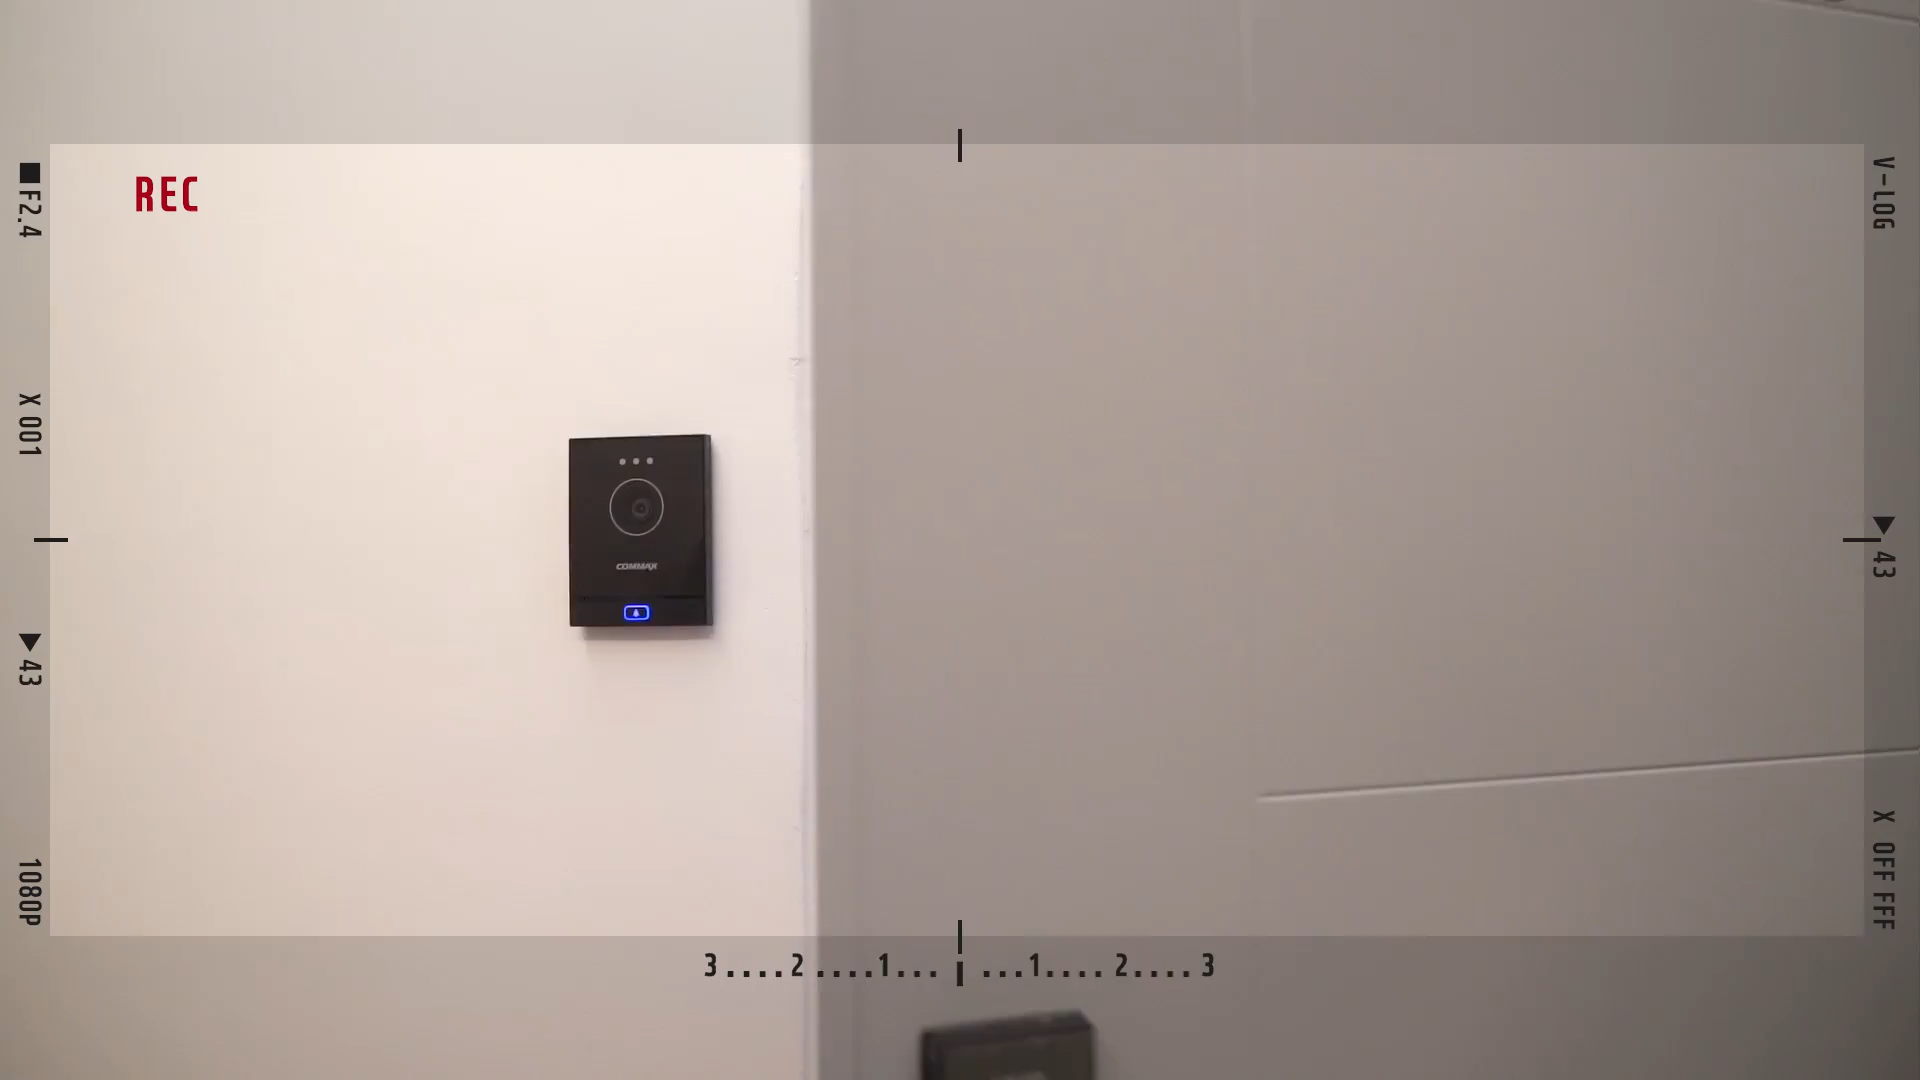 REC
F2.4
X 001
43
1080P
COMMAX
V-LOG
43
X OFF FFF
3....2....1... ...1....2....3